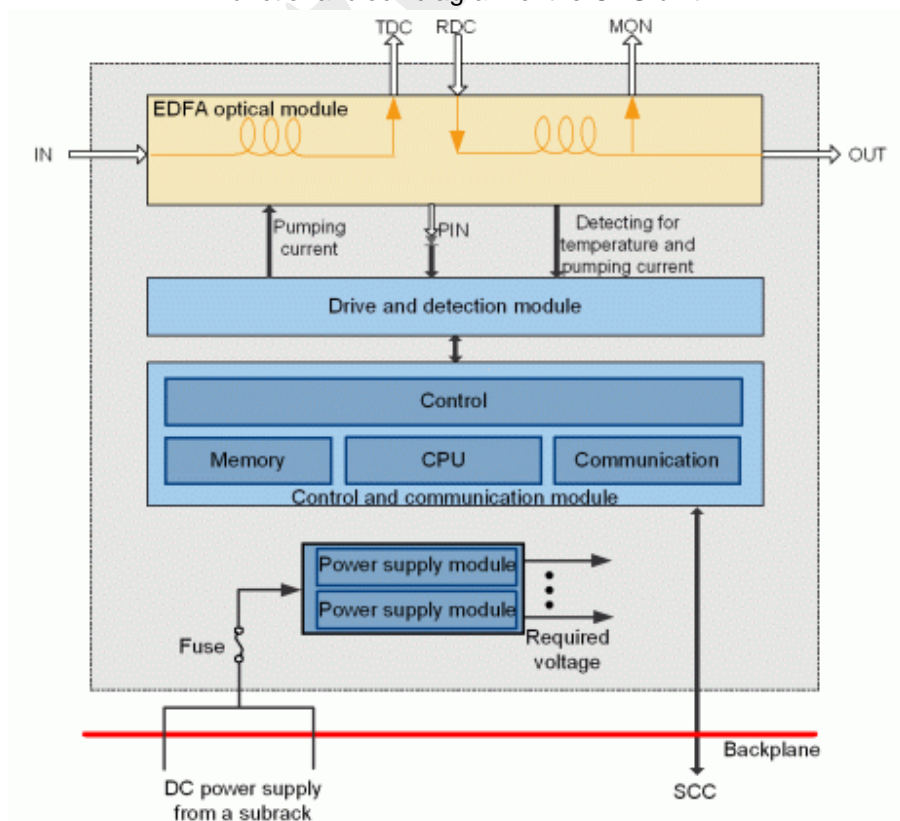 TDC RDC MON
EDFA optical module
IN
OUT
Pumping
current
PIN
Detecting for
temperature and
pumping current
Drive and detection module
Control
Memory
CPU
Communication
Control and communication module
Power supply module
Power supply module
Fuse
Required
voltage
Backplane
DC power supply
from a subrack
SCC